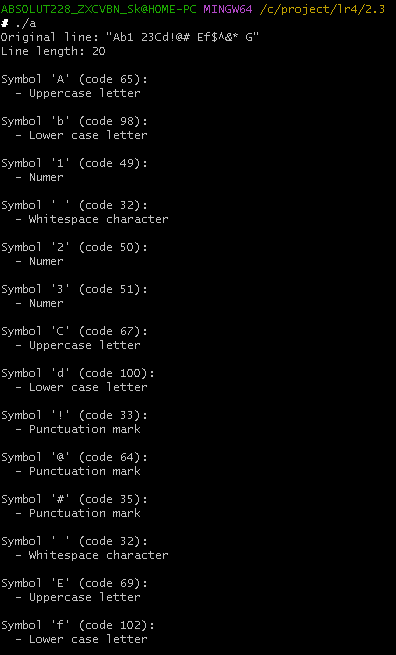 ABSOLUT228_ZXCVBN_Sk@HOME-PC MINGW64 /c/project/lr4/2.3
# ./a
Original line: "Ab1 23Cd!@# Ef$^&* G"
Line length: 20
Symbol 'A' (code 65):
- Uppercase letter
Symbol 'b' (code 98):
- Lower case letter
Symbol '1' (code 49):
- Numer
Symbol ' ' (code 32):
- Whitespace character
Symbol '2' (code 50):
- Numer
Symbol '3' (code 51):
- Numer
Symbol 'C' (code 67):
- Uppercase letter
Symbol 'd' (code 100):
- Lower case letter
Symbol '!' (code 33):
- Punctuation mark
Symbol '@' (code 64):
- Punctuation mark
Symbol '#' (code 35):
- Punctuation mark
Symbol ' ' (code 32):
- Whitespace character
Symbol 'E' (code 69):
- Uppercase letter
Symbol 'f' (code 102):
- Lower case letter